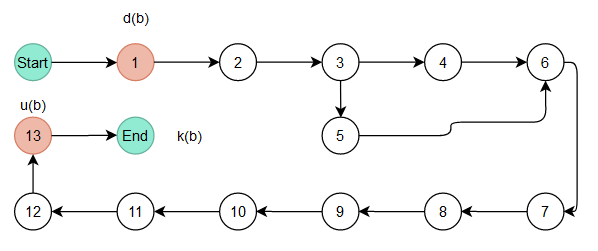 d(b)
Start 1 2 3 4 6
u(b)
13 End k(b) 5
12 11 10 9 8 7